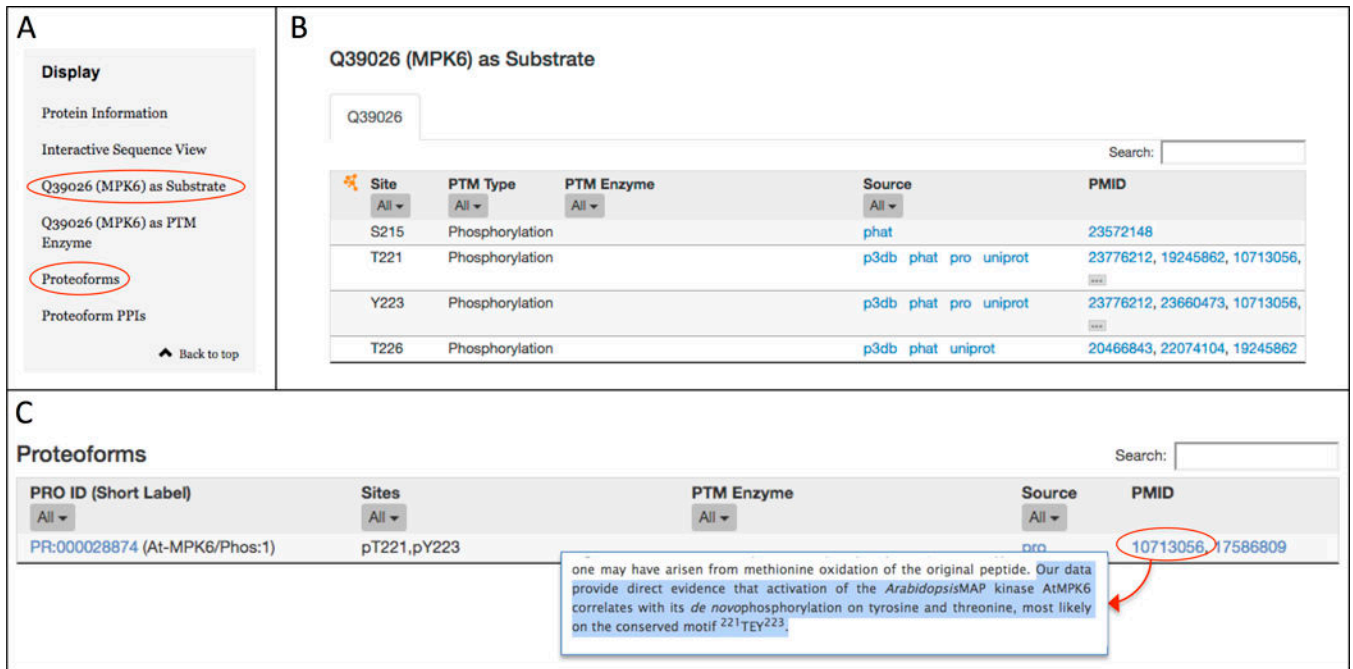 A
Display
Protein Information
Interactive Sequence View
Q39026 (MPK6) as Substrate
Q39026 (MPK6) as PTM
Enzyme
Proteoforms
Proteoform PPIs
Back to top
B
Q39026 (MPK6) as Substrate
Q39026
Search:
Site PTM Type PTM Enzyme Source PMID
All All All All
S215 Phosphorylation phat 23572148
T221 Phosphorylation p3db phat pro uniprot 23776212, 19245862, 10713056,
...
Y223 Phosphorylation p3db phat pro uniprot 23776212, 23660473, 10713056,
...
T226 Phosphorylation p3db phat uniprot 20466843, 22074104, 19245862
C
Proteoforms
Search:
PRO ID (Short Label) Sites PTM Enzyme Source PMID
All All All All
PR:000028874 (At-MPK6/Phos:1) pT221,pY223 pro 10713056, 17586809
one may have arisen from methionine oxidation of the original peptide. Our data
provide direct evidence that activation of the ArabidopsisMAP kinase AtMPK6
correlates with its de novophosphorylation on tyrosine and threonine, most likely
on the conserved motif 221TEY223.